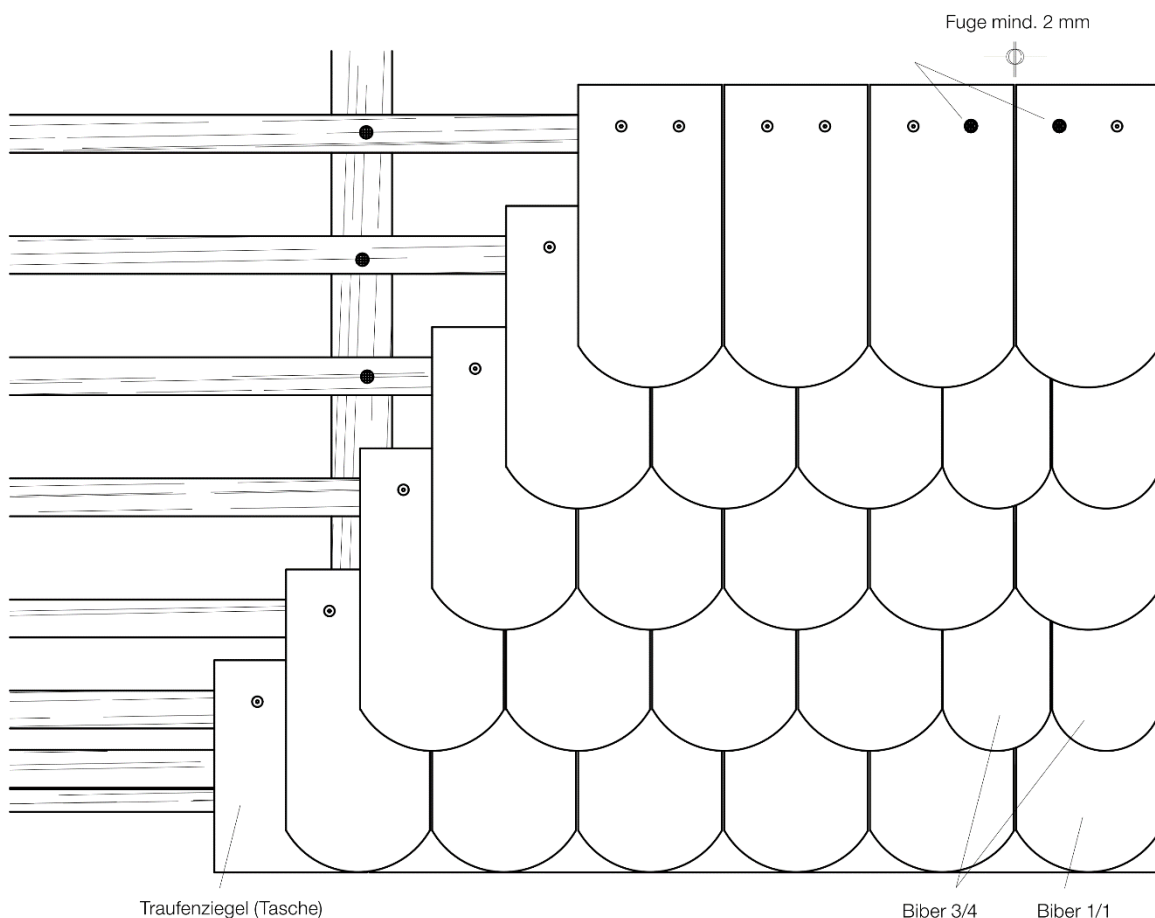 Fuge mind. 2 mm
Traufenziegel (Tasche)
Biber 3/4
Biber 1/1